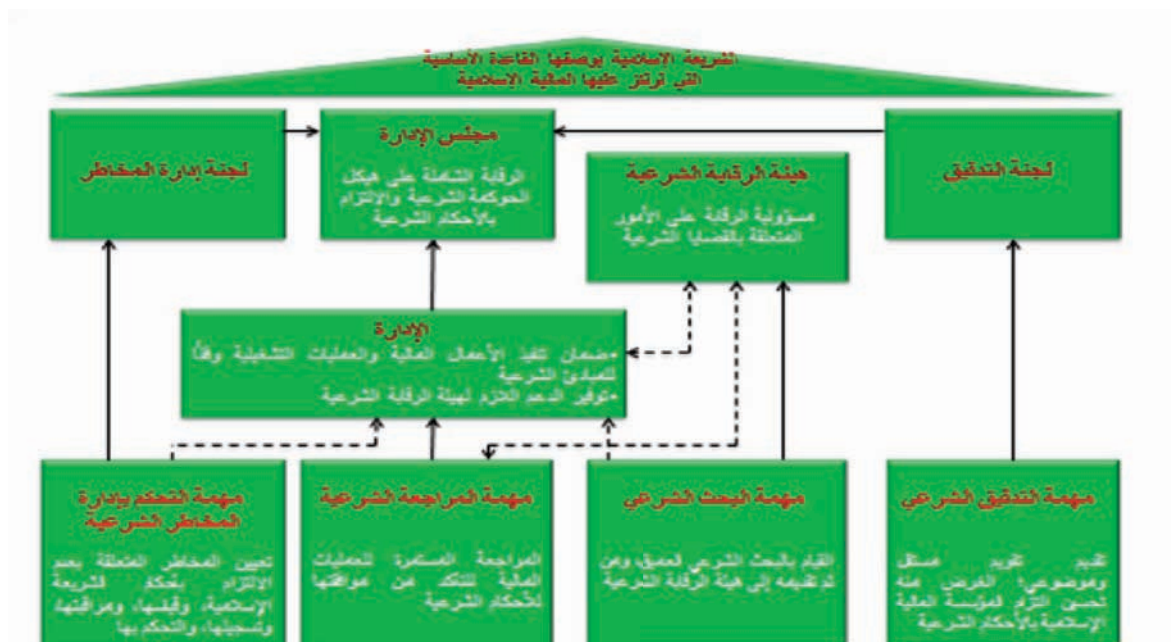 الشريعة الإسلامية بوصفها القاعدة الأساسية
التي ترتكز عليها المالية الإسلامية
لجنة التدقيق
هيئة الرقابة الشرعية
مسؤولية الرقابة على الأمور
المتعلقة بالقضايا الشرعية
مجلس الإدارة
الرقابة الشاملة على هيكل
الحوكمة الشرعية والالتزام
بالأحكام الشرعية
لجنة إدارة المخاطر
الإدارة
•ضمان تنفيذ الأعمال المالية والعمليات التشغيلية وفقًا
للمبادئ الشرعية
•توفير الدعم اللازم لهيئة الرقابة الشرعية
مهمة التدقيق الشرعي
تقديم تقويم مستقل
وموضوعي؛ الغرض منه
تحسين التزام المؤسسة المالية
الإسلامية بالأحكام الشرعية
مهمة البحث الشرعي
القيام بالبحث الشرعي لعميق، ومن
ثم تقديمه إلى هيئة الرقابة الشرعية
مهمة المراجعة الشرعية
المراجعة المستمرة للعمليات
المالية للتأكد من موافقتها
للأحكام الشرعية
مهمة التحكم بإدارة
المخاطر الشرعية
تعيين المخاطر المتعلقة بعدم
الالتزام بأحكام الشريعة
الإسلامية، وقياسها، ومراقبتها،
وتسجيلها، والتحكم بها